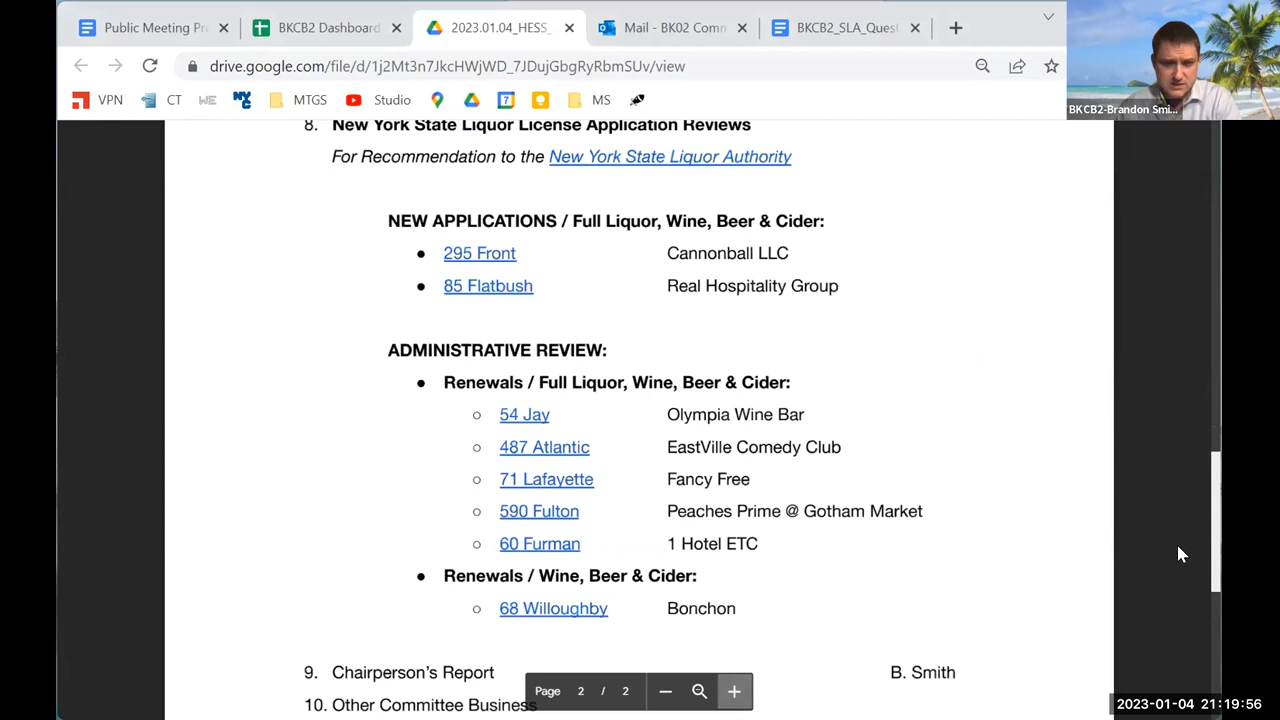 Public Meeting Pr
BKCB2 Dashboard
2023.01.04_HESS_
Mail - BK02 Comm
BKCB2_SLA_Quest
drive.google.com/file/d/1j2Mt3n7JkcHWjWD_7JDujGbgRyRbmSUv/view
VPN
CT
WE
MTGS
Studio
MS
BKCB2-Brandon Smi...
8. New York State Liquor License Application Reviews
For Recommendation to the New York State Liquor Authority
NEW APPLICATIONS / Full Liquor, Wine, Beer & Cider:
● 295 Front Cannonball LLC
● 85 Flatbush Real Hospitality Group
ADMINISTRATIVE REVIEW:
● Renewals / Full Liquor, Wine, Beer & Cider:
○ 54 Jay Olympia Wine Bar
○ 487 Atlantic EastVille Comedy Club
○ 71 Lafayette Fancy Free
○ 590 Fulton Peaches Prime @ Gotham Market
○ 60 Furman 1 Hotel ETC
● Renewals / Wine, Beer & Cider:
○ 68 Willoughby Bonchon
9. Chairperson's Report B. Smith
Page 2 / 2
10. Other Committee Business
2023-01-04 21:19:56